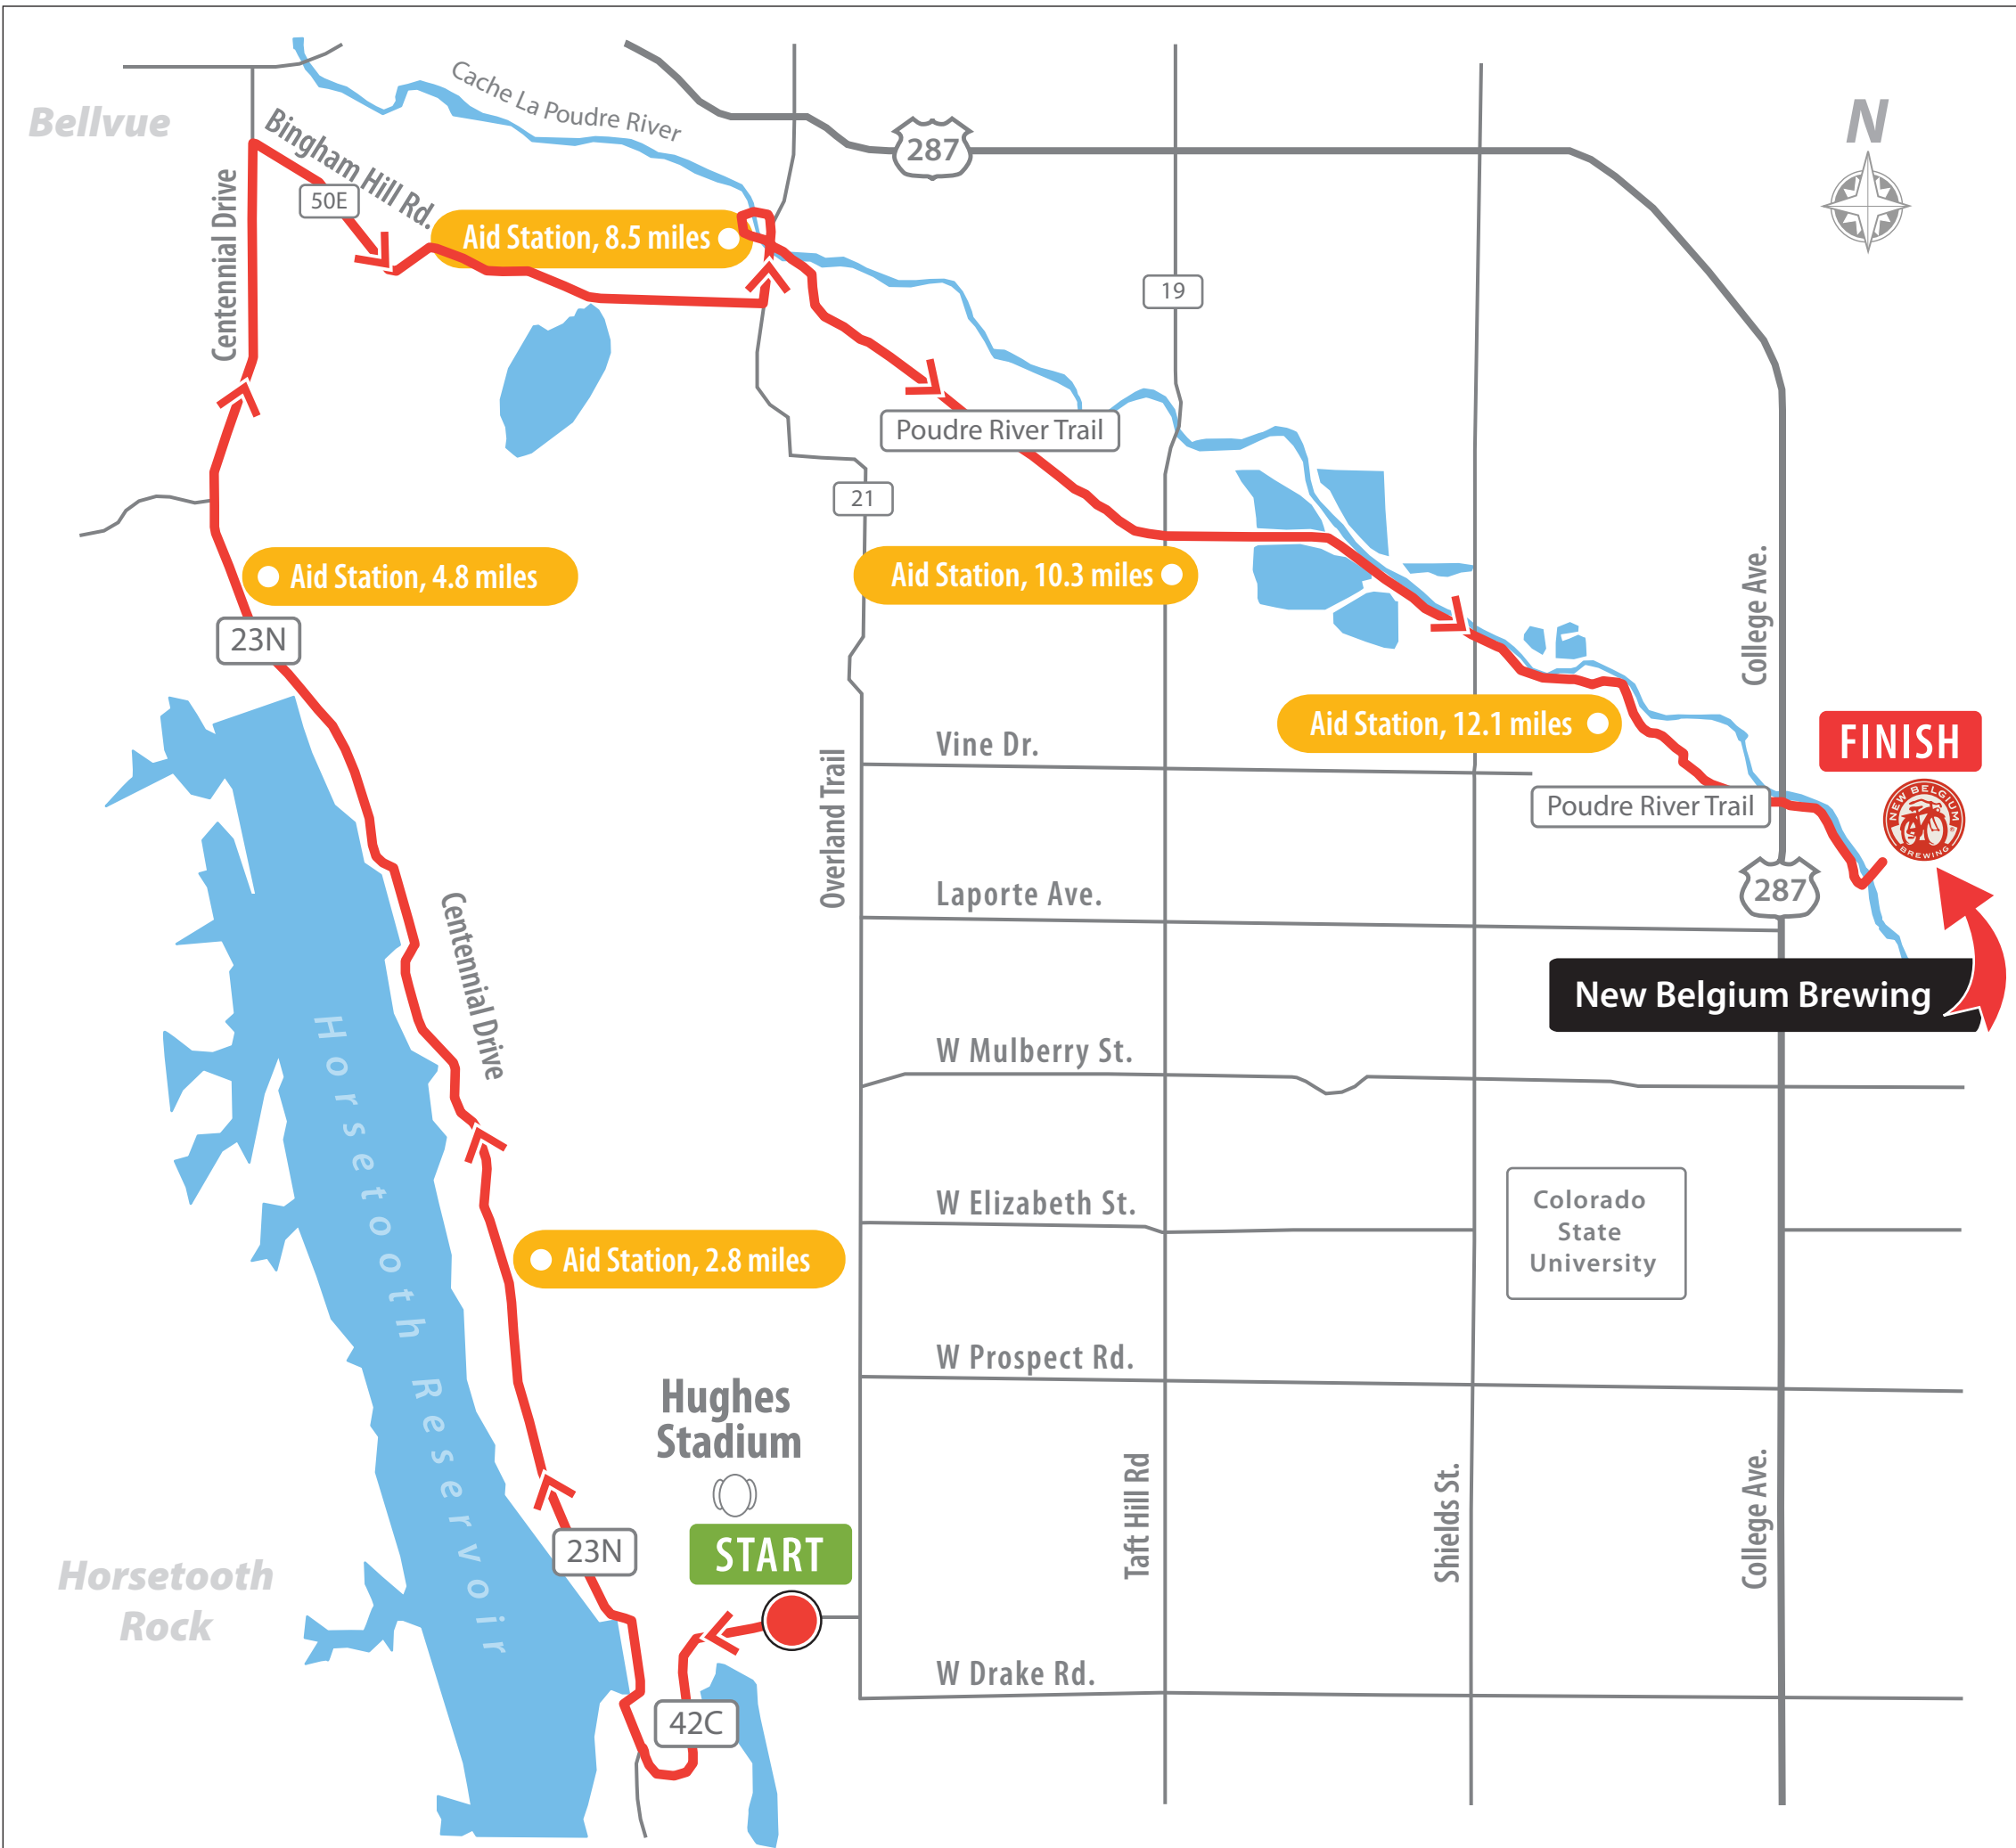 Bellvue
Cache La Poudre River
Bingham Hill Rd.
287
N
50E
Centennial Drive
Aid Station, 8.5 miles
19
Poudre River Trail
21
Aid Station, 4.8 miles
Aid Station, 10.3 miles
23N
College Ave.
Aid Station, 12.1 miles
FINISH
Vine Dr.
Overland Trail
Poudre River Trail
NEW BELGIUM
BREWING
287
Laporte Ave.
Centennial Drive
New Belgium Brewing
W Mulberry St.
Horsetooth Reservoir
W Elizabeth St.
Colorado
State
University
Aid Station, 2.8 miles
W Prospect Rd.
Hughes
Stadium
Taft Hill Rd
Shields St.
College Ave.
23N
START
Horsetooth
Rock
W Drake Rd.
42C